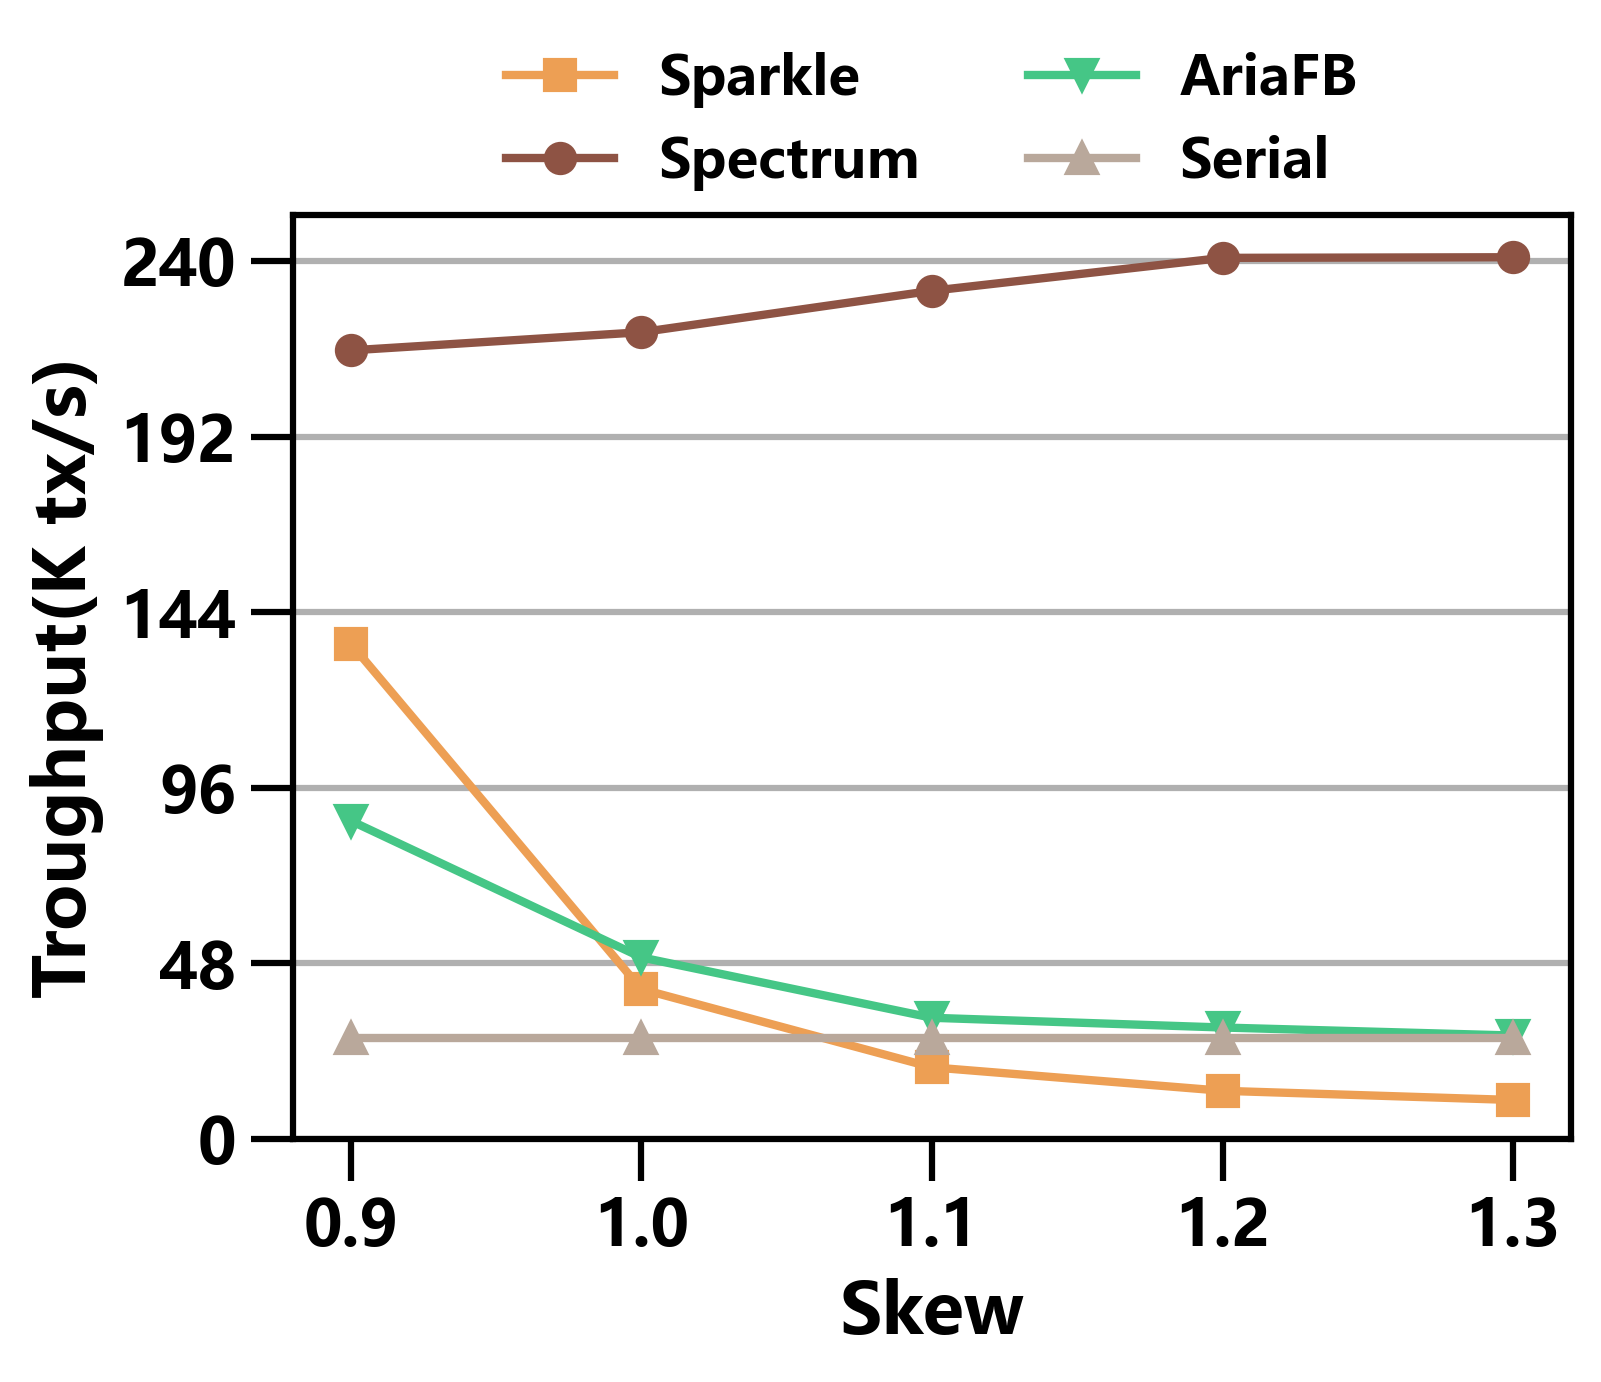 Sparkle
Spectrum
AriaFB
Serial
Troughput(K tx/s)
240
192
144
96
48
0
0.9
1.0
1.1
1.2
1.3
Skew